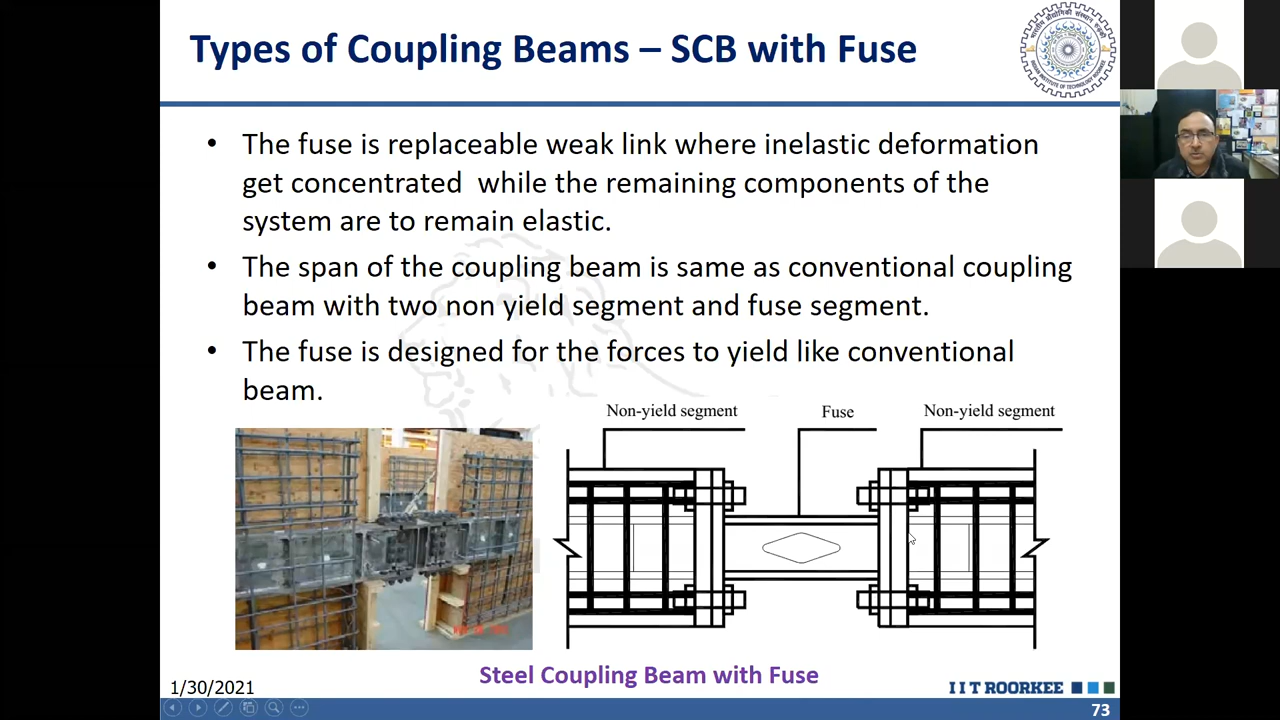 Types of Coupling Beams – SCB with Fuse
• The fuse is replaceable weak link where inelastic deformation
get concentrated while the remaining components of the
system are to remain elastic.
• The span of the coupling beam is same as conventional coupling
beam with two non yield segment and fuse segment.
• The fuse is designed for the forces to yield like conventional
beam.
Non-yield segment
Fuse
Non-yield segment
Steel Coupling Beam with Fuse
1/30/2021
I I T ROORKEE
73